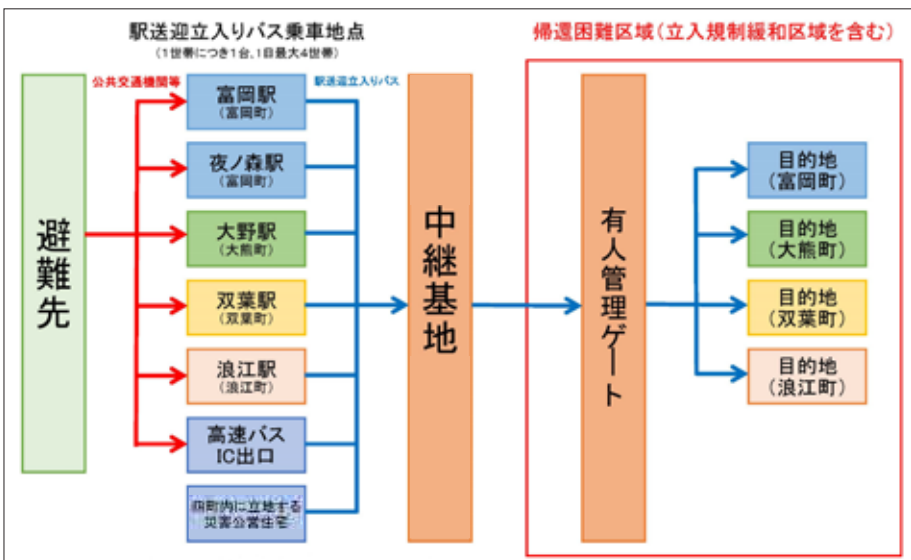 駅送迎立入りバス乗車地点
(1世帯につき1台、1日最大4世帯)
帰還困難区域(立入規制緩和区域を含む)
公共交通機関等
駅送迎立入りバス
避難先
富岡駅
(富岡町)
夜ノ森駅
(富岡町)
大野駅
(大熊町)
双葉駅
(双葉町)
浪江駅
(浪江町)
高速バス
IC出口
町内に立地する
災害公営住宅
中継基地
有人管理ゲート
目的地
(富岡町)
目的地
(大熊町)
目的地
(双葉町)
目的地
(浪江町)